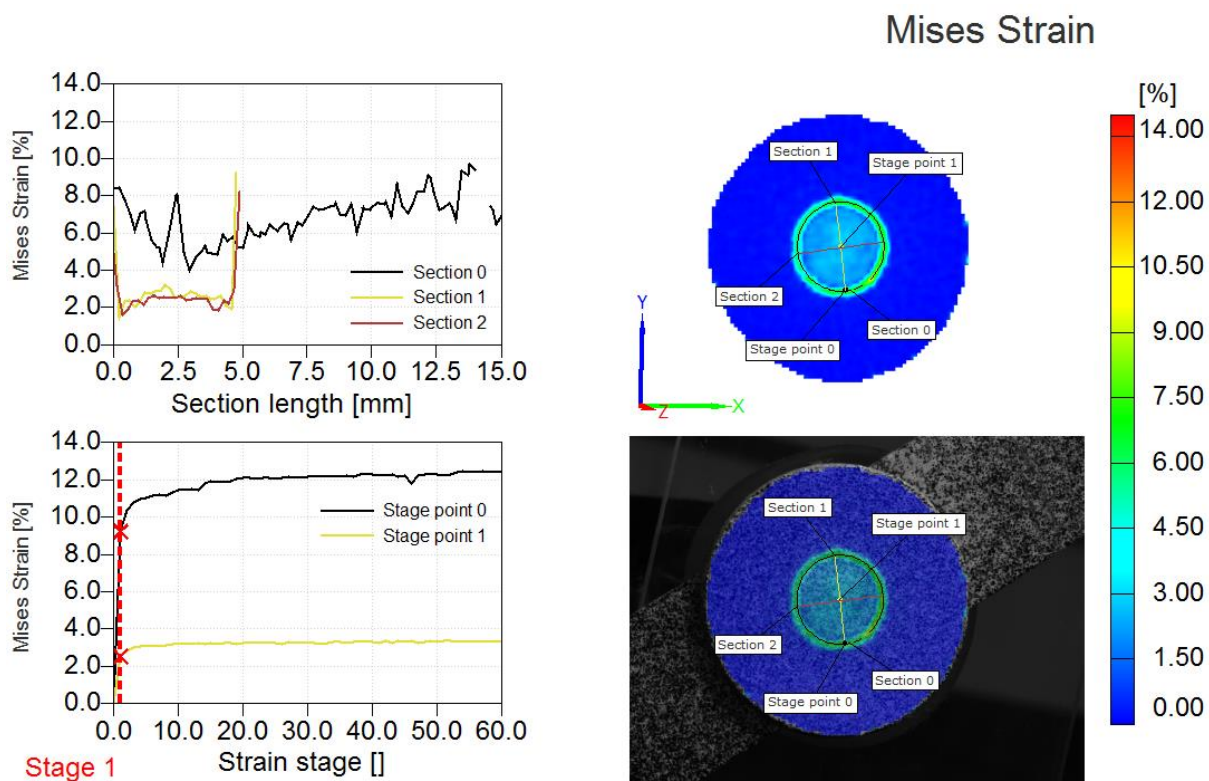 Mises Strain
14.0
12.0
10.0
8.0
6.0
4.0
2.0
0.0
Mises Strain [%]
Section 0
Section 1
Section 2
0.0 2.5 5.0 7.5 10.0 12.5 15.0
Section length [mm]
14.0
12.0
10.0
8.0
6.0
4.0
2.0
0.0
Mises Strain [%]
Stage point 0
Stage point 1
0.0 10.0 20.0 30.0 40.0 50.0 60.0
Strain stage []
Stage 1
Section 1
Stage point 1
Section 2
Section 0
Stage point 0
Y
X
Z
Section 1
Stage point 1
Section 2
Section 0
Stage point 0
[%]
14.00
12.00
10.50
9.00
7.50
6.00
4.50
3.00
1.50
0.00